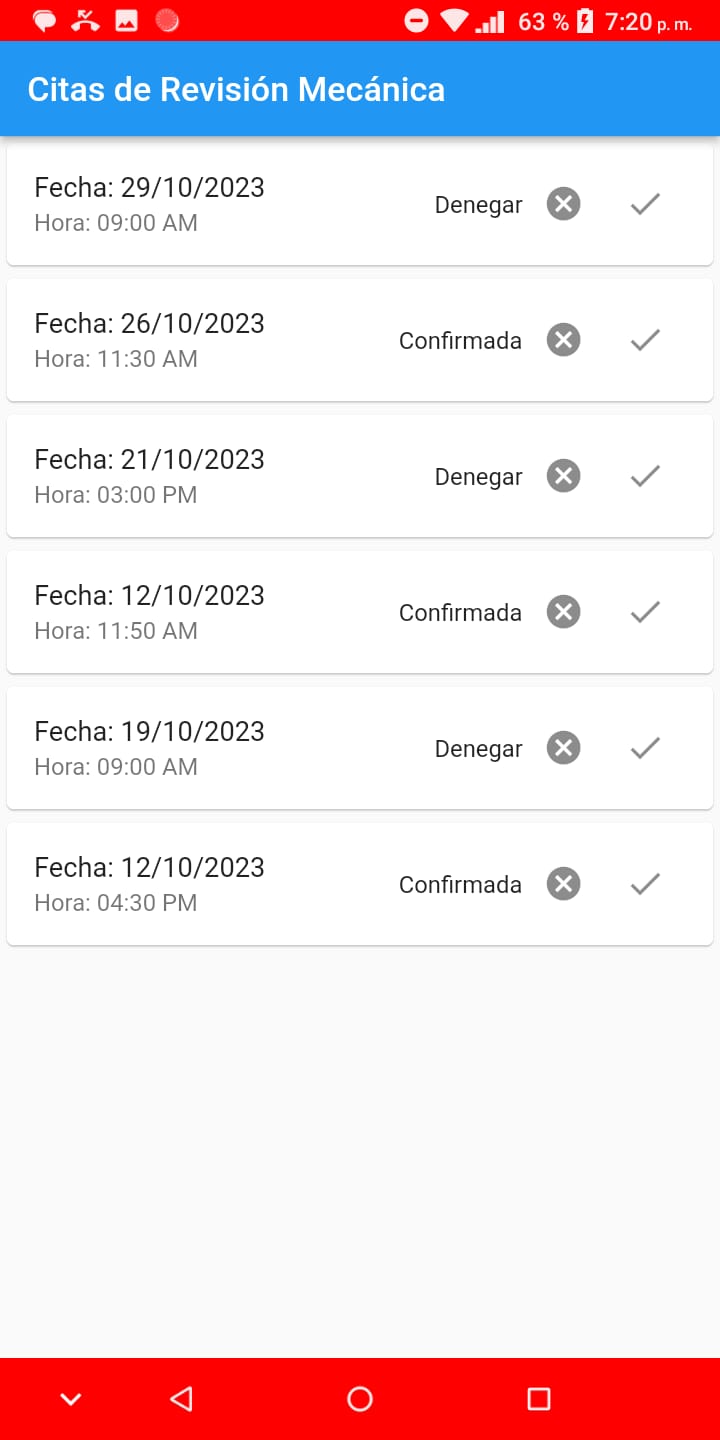 63 % 7:20 p. m.
Citas de Revisión Mecánica
Fecha: 29/10/2023
Hora: 09:00 AM
Denegar
Fecha: 26/10/2023
Hora: 11:30 AM
Confirmada
Fecha: 21/10/2023
Hora: 03:00 PM
Denegar
Fecha: 12/10/2023
Hora: 11:50 AM
Confirmada
Fecha: 19/10/2023
Hora: 09:00 AM
Denegar
Fecha: 12/10/2023
Hora: 04:30 PM
Confirmada